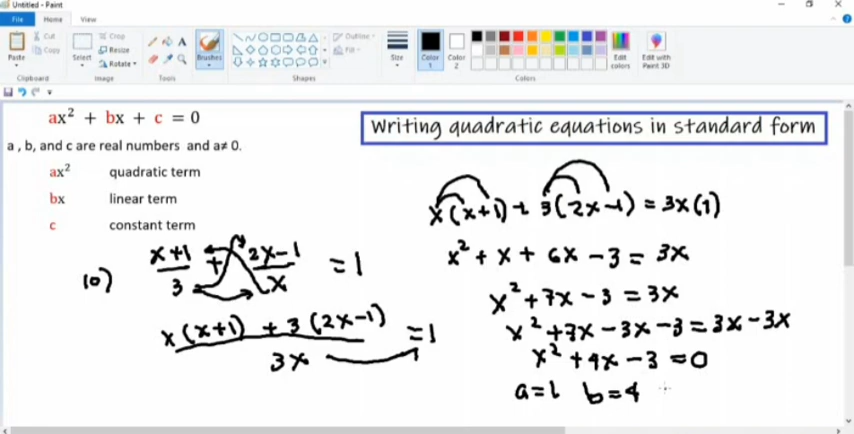 Untitled - Paint
File Home View
Paste
Cut
Copy
Select
Crop
Resize
Rotate
Brushes
Outline
Fill
Size
Color 1
Color 2
Edit colors
Edit with Paint 3D
Clipboard Image Tools Shapes Colors
ax² + bx + c = 0
a , b, and c are real numbers and a≠ 0.
ax² quadratic term
bx linear term
c constant term
Writing quadratic equations in standard form
10) (x+1)/3 + (2x-1)/x = 1
(x(x+1) + 3(2x-1))/3x = 1
x(x+1) + 3(2x-1) = 3x(1)
x² + x + 6x - 3 = 3x
x² + 7x - 3 = 3x
x² + 7x - 3x - 3 = 3x - 3x
x² + 4x - 3 = 0
a=1 b=4